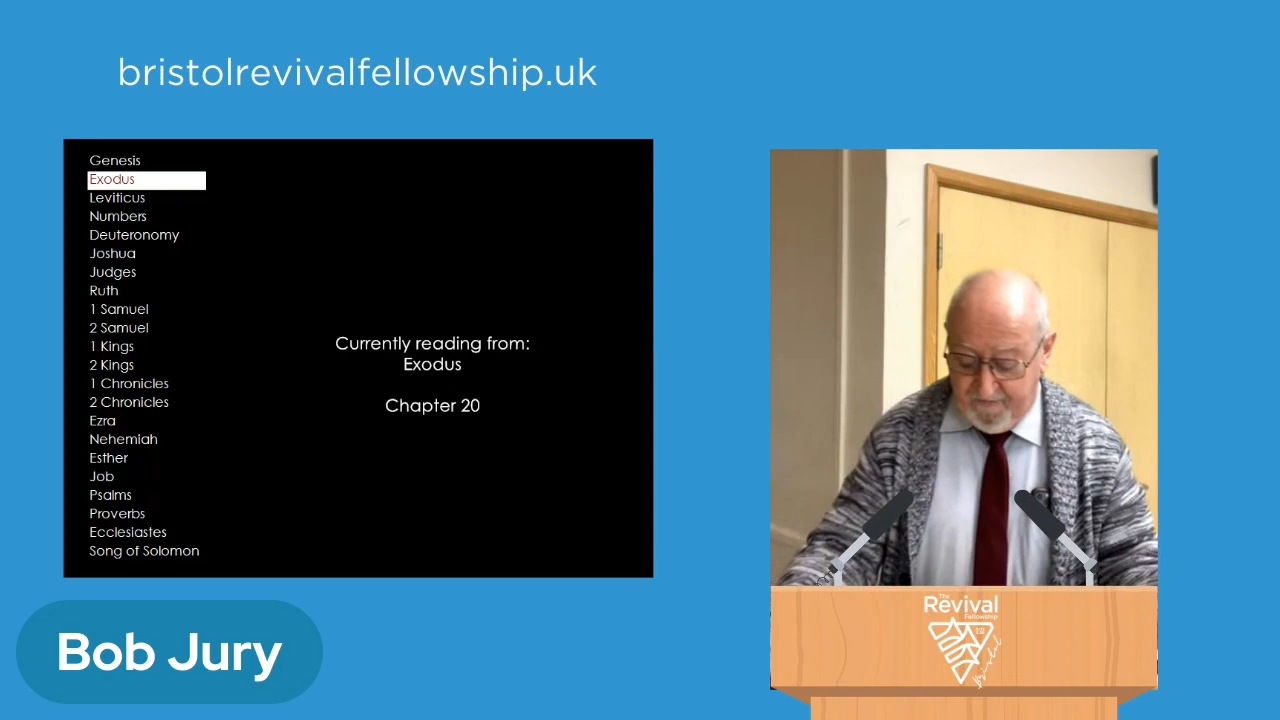 bristolrevivalfellowship.uk
Genesis
Exodus
Leviticus
Numbers
Deuteronomy
Joshua
Judges
Ruth
1 Samuel
2 Samuel
1 Kings
2 Kings
1 Chronicles
2 Chronicles
Ezra
Nehemiah
Esther
Job
Psalms
Proverbs
Ecclesiastes
Song of Solomon
Currently reading from:
Exodus
Chapter 20
Bob Jury
The
Revival
Fellowship